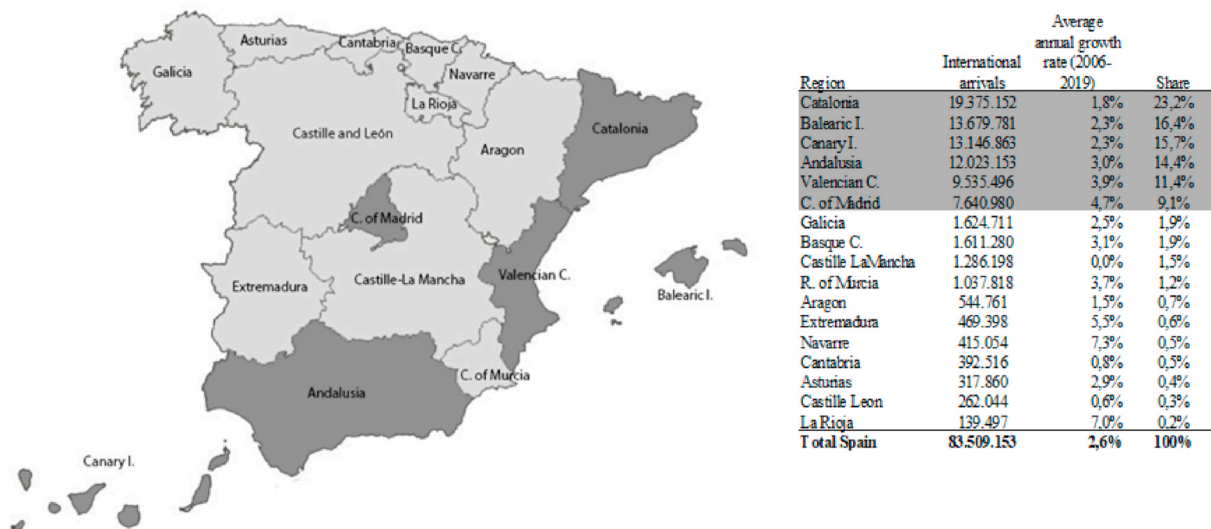 Asturias
Cantabria
Basque C.
Galicia
Navarre
La Rioja
Castille and León
Catalonia
Aragon
C. of Madrid
Extremadura
Castille-La Mancha
Valencian C.
Balearic I.
C. of Murcia
Andalusia
Canary I.
Average
annual growth
International rate (2006-
Region arrivals 2019) Share
Catalonia 19.375.152 1,8% 23,2%
Balearic I. 13.679.781 2,3% 16,4%
Canary I. 13.146.863 2,3% 15,7%
Andalusia 12.023.153 3,0% 14,4%
Valencian C. 9.535.496 3,9% 11,4%
C. of Madrid 7.640.980 4,7% 9,1%
Galicia 1.624.711 2,5% 1,9%
Basque C. 1.611.280 3,1% 1,9%
Castille LaMancha 1.286.198 0,0% 1,5%
R. of Murcia 1.037.818 3,7% 1,2%
Aragon 544.761 1,5% 0,7%
Extremadura 469.398 5,5% 0,6%
Navarre 415.054 7,3% 0,5%
Cantabria 392.516 0,8% 0,5%
Asturias 317.860 2,9% 0,4%
Castille Leon 262.044 0,6% 0,3%
La Rioja 139.497 7,0% 0,2%
Total Spain 83.509.153 2,6% 100%